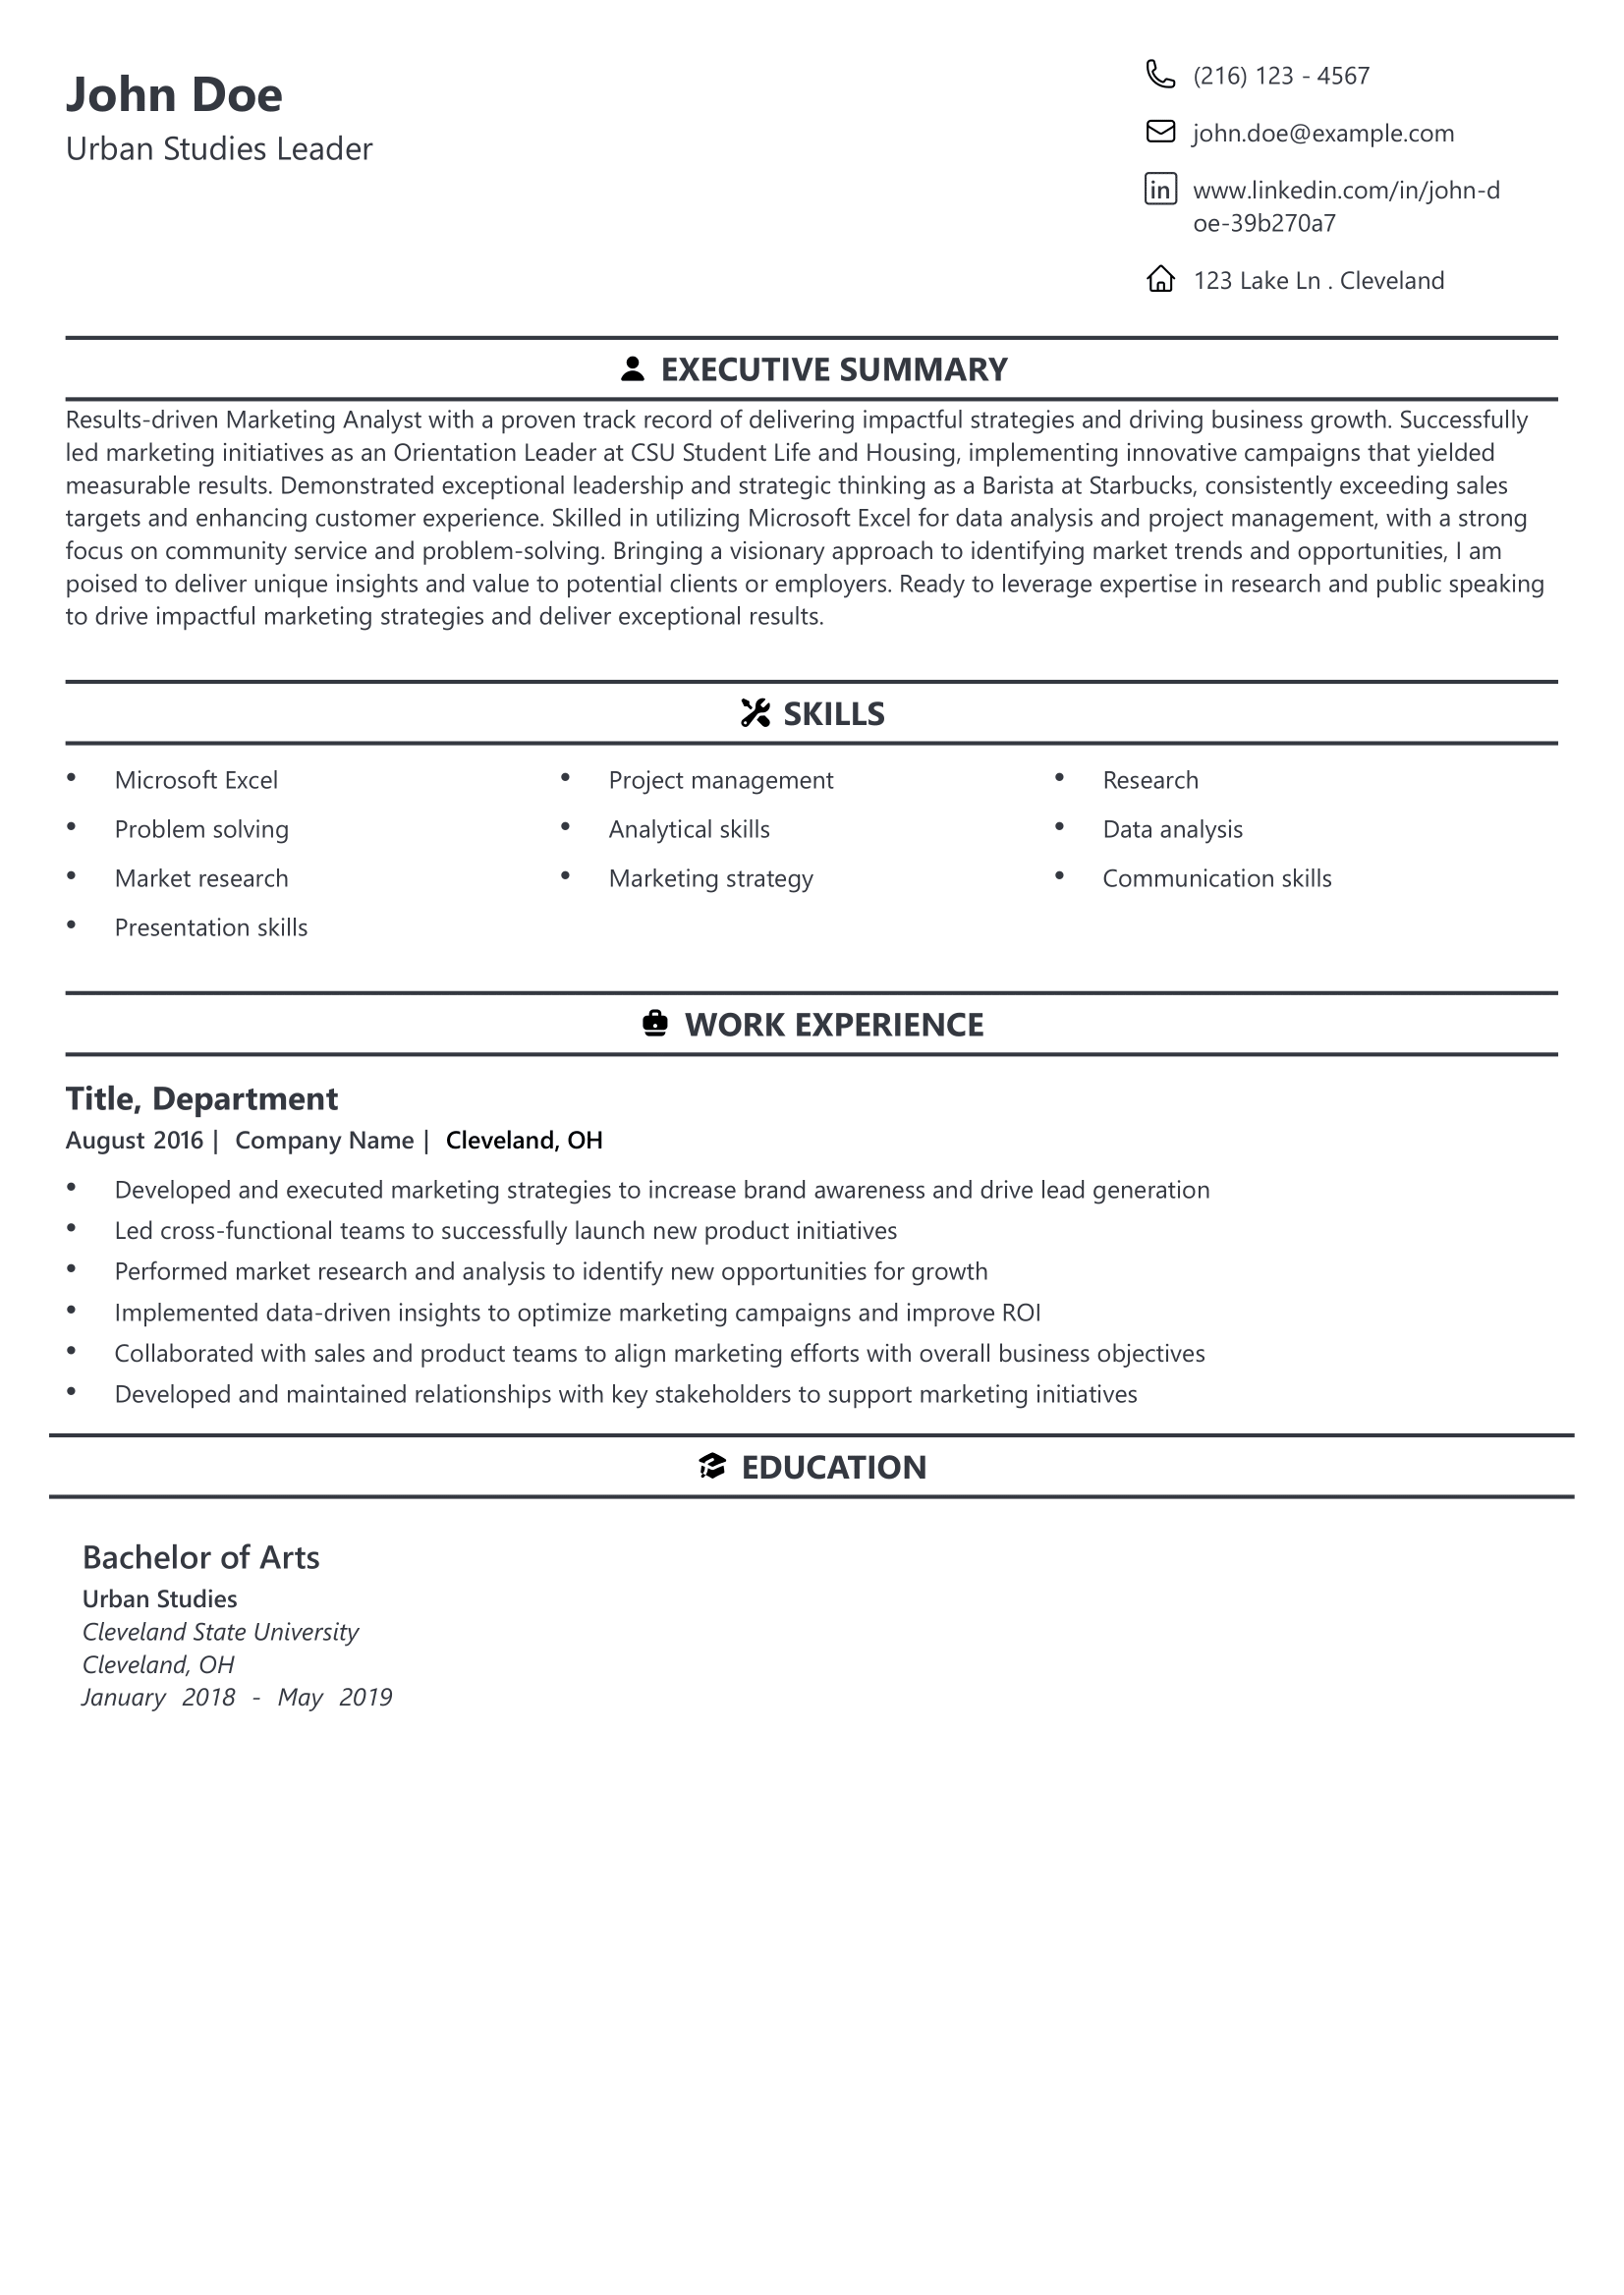 John Doe
Urban Studies Leader
(216) 123 - 4567
john.doe@example.com
in
www.linkedin.com/in/john-d
oe-39b270a7
123 Lake Ln . Cleveland
EXECUTIVE SUMMARY
Results-driven Marketing Analyst with a proven track record of delivering impactful strategies and driving business growth. Successfully
led marketing initiatives as an Orientation Leader at CSU Student Life and Housing, implementing innovative campaigns that yielded
measurable results. Demonstrated exceptional leadership and strategic thinking as a Barista at Starbucks, consistently exceeding sales
targets and enhancing customer experience. Skilled in utilizing Microsoft Excel for data analysis and project management, with a strong
focus on community service and problem-solving. Bringing a visionary approach to identifying market trends and opportunities, I am
poised to deliver unique insights and value to potential clients or employers. Ready to leverage expertise in research and public speaking
to drive impactful marketing strategies and deliver exceptional results.
SKILLS
• Microsoft Excel
• Project management
• Research
• Problem solving
• Analytical skills
• Data analysis
• Market research
• Marketing strategy
• Communication skills
• Presentation skills
WORK EXPERIENCE
Title, Department
August 2016 | Company Name | Cleveland, OH
• Developed and executed marketing strategies to increase brand awareness and drive lead generation
• Led cross-functional teams to successfully launch new product initiatives
• Performed market research and analysis to identify new opportunities for growth
• Implemented data-driven insights to optimize marketing campaigns and improve ROI
• Collaborated with sales and product teams to align marketing efforts with overall business objectives
• Developed and maintained relationships with key stakeholders to support marketing initiatives
EDUCATION
Bachelor of Arts
Urban Studies
Cleveland State University
Cleveland, OH
January 2018 - May 2019